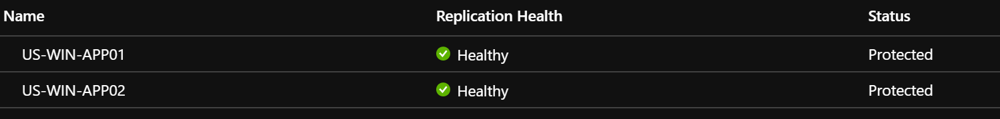 Name Replication Health Status
US-WIN-APP01 Healthy Protected
US-WIN-APP02 Healthy Protected